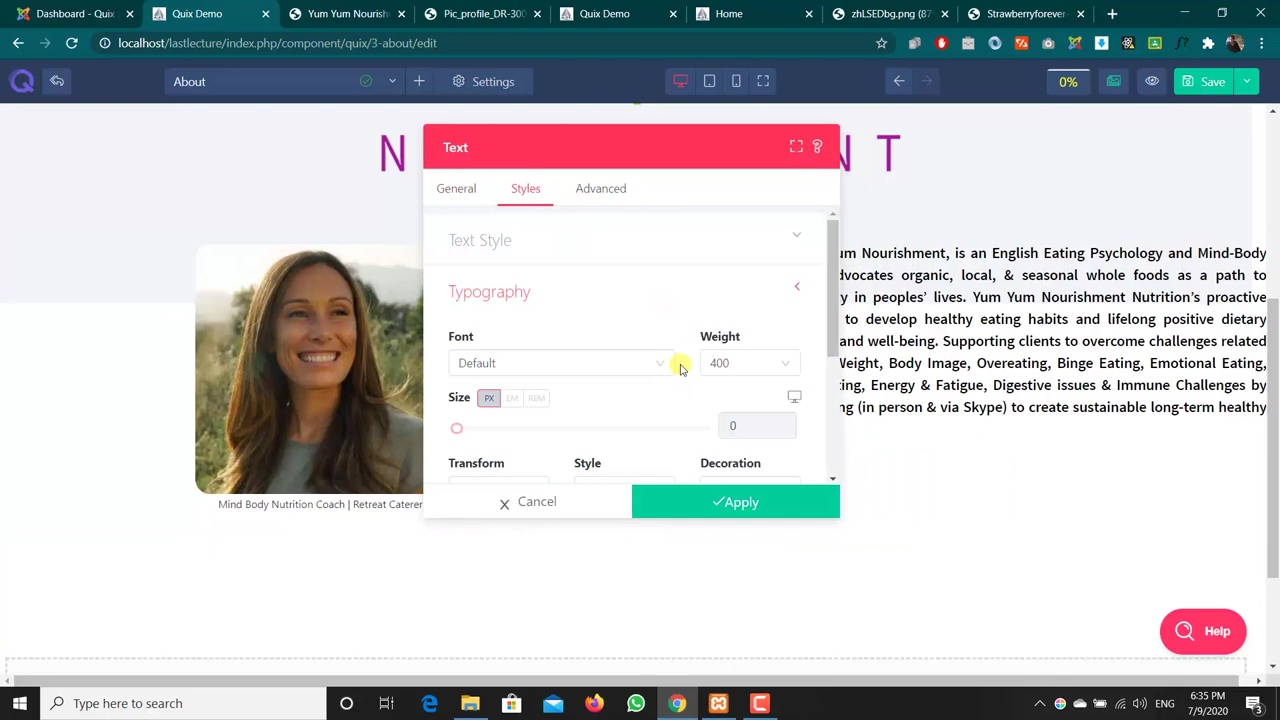 Dashboard - Qui
Quix Demo
Yum Yum Nourishm
Pic_profile_DR-300
Quix Demo
Home
zhLSEDbg.png (87
Strawberryforever-
localhost/lastlecture/index.php/component/quix/3-about/edit
About
Settings
0%
Save
N
N T
Text
General Styles Advanced
Text Style
Typography
Font Weight
Default 400
Size PX EM REM
0
Transform Style Decoration
Cancel Apply
um Nourishment, is an English Eating Psychology and Mind-Body
dvocates organic, local, & seasonal whole foods as a path to
y in peoples’ lives. Yum Yum Nourishment Nutrition’s proactive
to develop healthy eating habits and lifelong positive dietary
and well-being. Supporting clients to overcome challenges related
Weight, Body Image, Overeating, Binge Eating, Emotional Eating,
ting, Energy & Fatigue, Digestive issues & Immune Challenges by
ng (in person & via Skype) to create sustainable long-term healthy
Mind Body Nutrition Coach | Retreat Caterer
Help
Type here to search
6:35 PM
7/9/2020
3